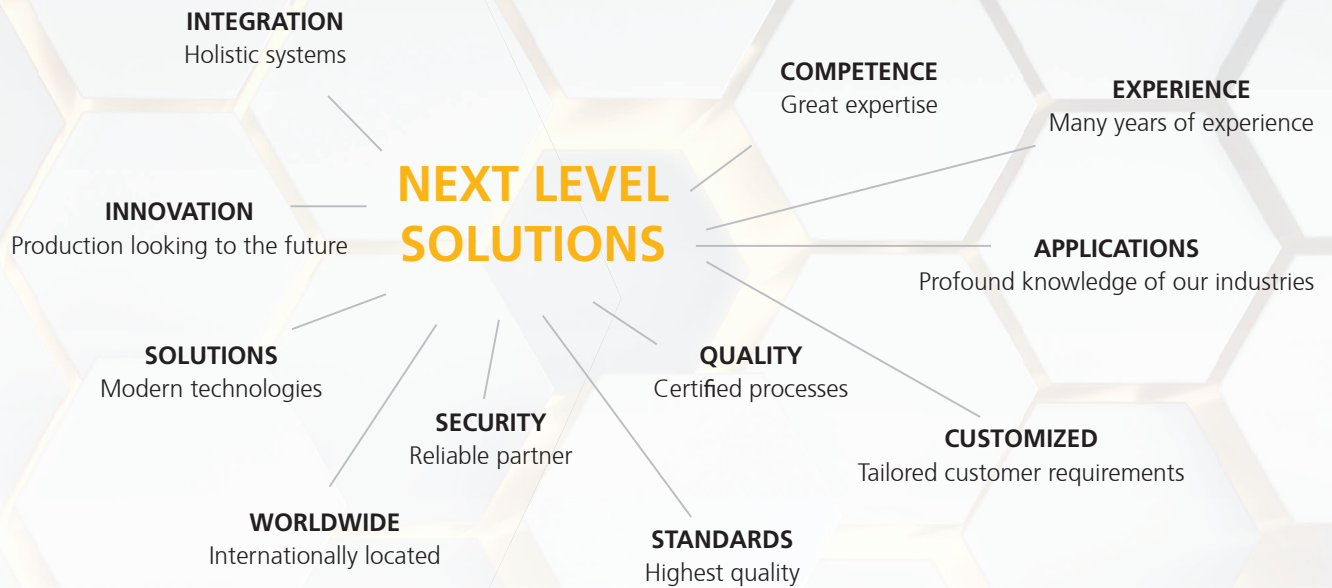 INTEGRATION
Holistic systems
COMPETENCE
Great expertise
EXPERIENCE
Many years of experience
NEXT LEVEL
SOLUTIONS
INNOVATION
Production looking to the future
APPLICATIONS
Profound knowledge of our industries
SOLUTIONS
Modern technologies
QUALITY
Certified processes
SECURITY
Reliable partner
CUSTOMIZED
Tailored customer requirements
WORLDWIDE
Internationally located
STANDARDS
Highest quality